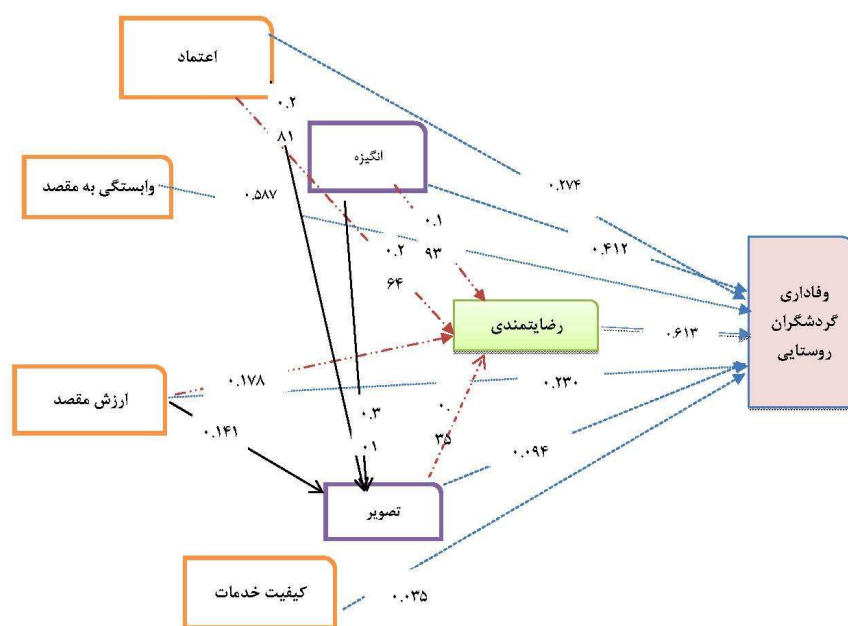 اعتماد
۰.۲
۸۱
انگیزه
وابستگی به مقصد
۰.۵۸۷
۰.۲۷۴
۰.۱
۹۳
۰.۴۱۲
۰.۲
۶۴
وفاداری
گردشگران
روستایی
رضایتمندی
۰.۶۱۳
ارزش مقصد
۰.۱۷۸
۰.۲۳۰
۰.۱۴۱
۰.۳
۰۱
۰.
۳۵
۰.۰۹۴
تصویر
کیفیت خدمات
۰.۰۳۵